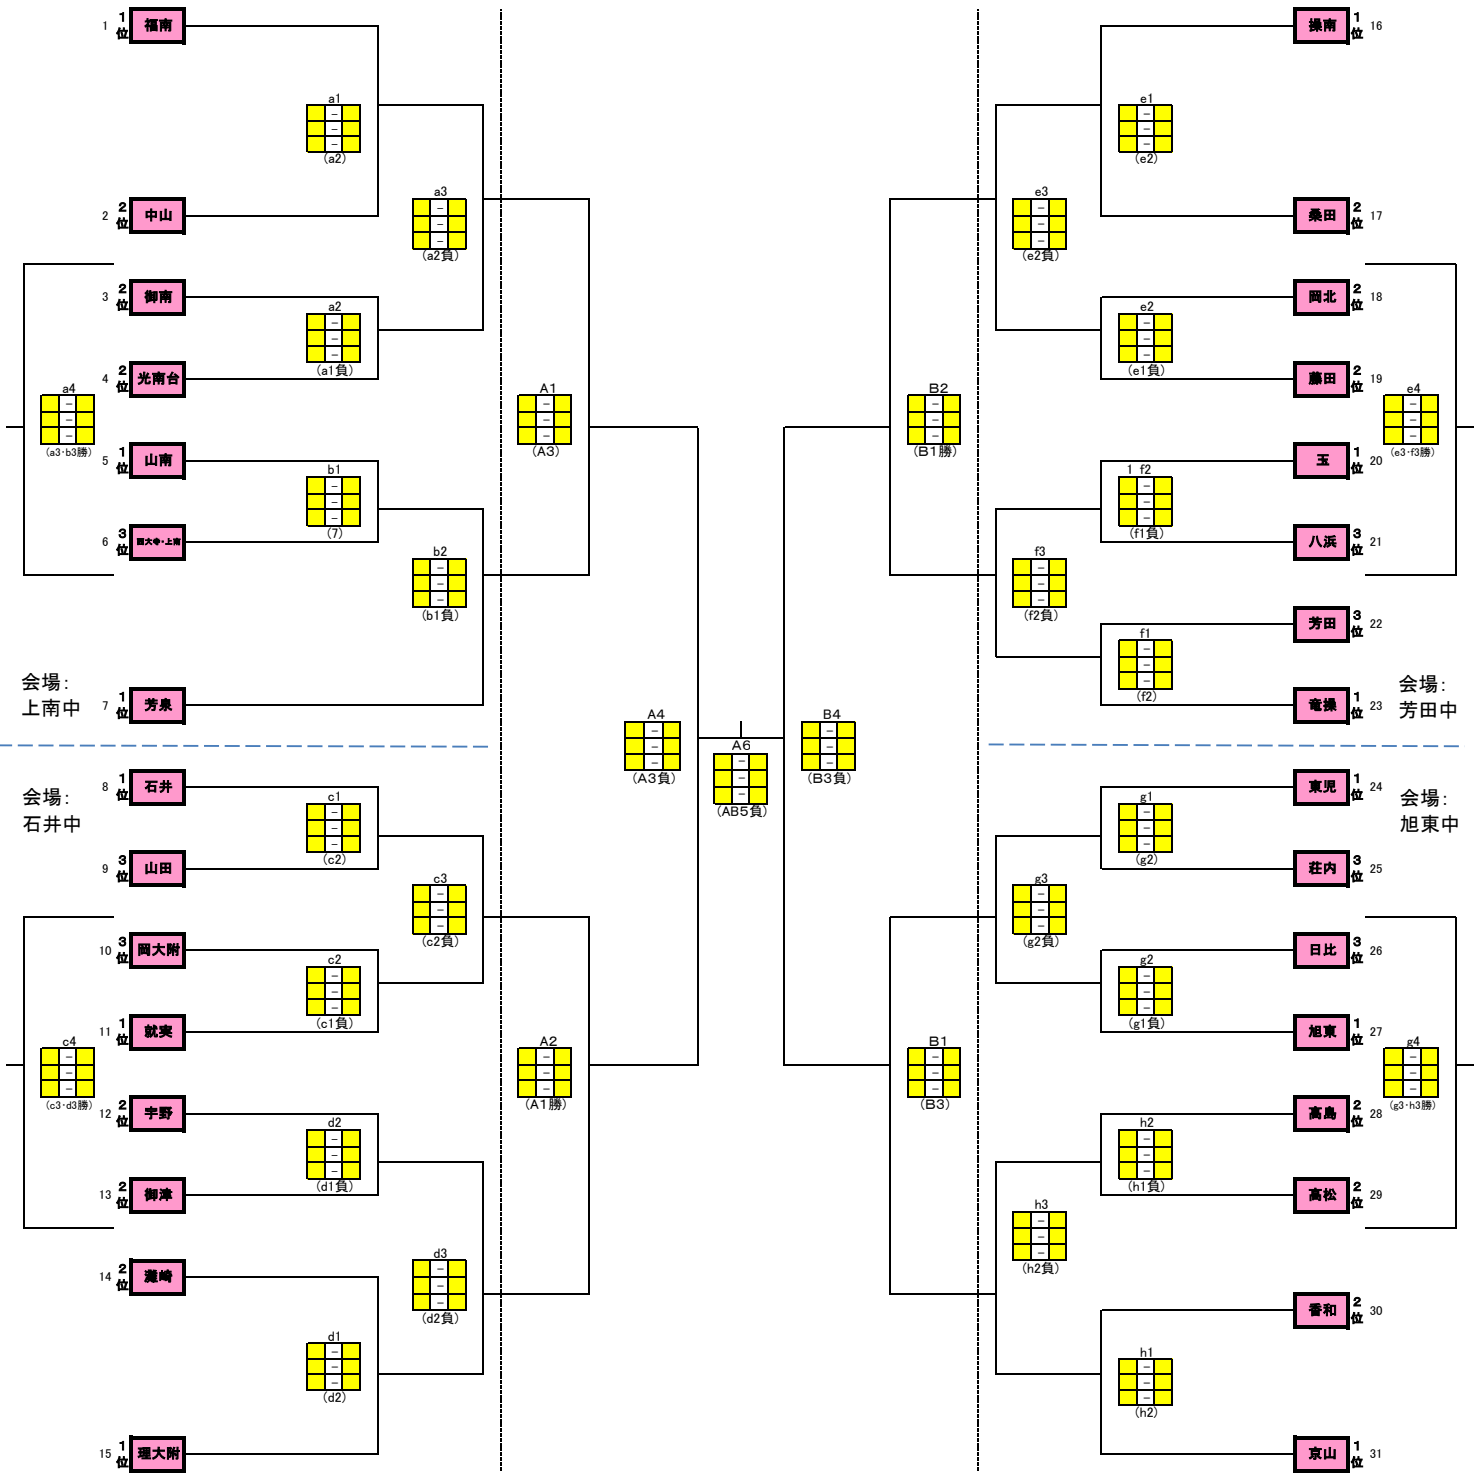 1 1位 福南
2 2位 中山
3 2位 御南
4 2位 光南台
5 1位 山南
6 3位 西大寺・上南
7 1位 芳泉
会場：
上南中
会場：
石井中
8 1位 石井
9 3位 山田
10 3位 岡大附
11 1位 就実
12 2位 宇野
13 2位 御津
14 2位 灘崎
15 1位 理大附
a1
－
－
－
(a2)
a3
－
－
－
(a2負)
a2
－
－
－
(a1負)
a4
－
－
－
(a3・b3勝)
b1
－
－
－
(7)
b2
－
－
－
(b1負)
c1
－
－
－
(c2)
c3
－
－
－
(c2負)
c2
－
－
－
(c1負)
c4
－
－
－
(c3・d3勝)
d2
－
－
－
(d1負)
d3
－
－
－
(d2負)
d1
－
－
－
(d2)
A1
－
－
－
(A3)
A2
－
－
－
(A1勝)
A4
－
－
－
(A3負)
A6
－
－
－
(AB5負)
B4
－
－
－
(B3負)
B2
－
－
－
(B1勝)
B1
－
－
－
(B3)
e1
－
－
－
(e2)
e3
－
－
－
(e2負)
e2
－
－
－
(e1負)
e4
－
－
－
(e3・f3勝)
1 f2
－
－
－
(f1負)
f3
－
－
－
(f2負)
f1
－
－
－
(f2)
g1
－
－
－
(g2)
g3
－
－
－
(g2負)
g2
－
－
－
(g1負)
g4
－
－
－
(g3・h3勝)
h2
－
－
－
(h1負)
h3
－
－
－
(h2負)
h1
－
－
－
(h2)
操南 1位 16
桑田 2位 17
岡北 2位 18
藤田 2位 19
玉 1位 20
八浜 3位 21
芳田 3位 22
竜操 1位 23
会場：
芳田中
会場：
旭東中
東児 1位 24
荘内 3位 25
日比 3位 26
旭東 1位 27
高島 2位 28
高松 2位 29
香和 2位 30
京山 1位 31